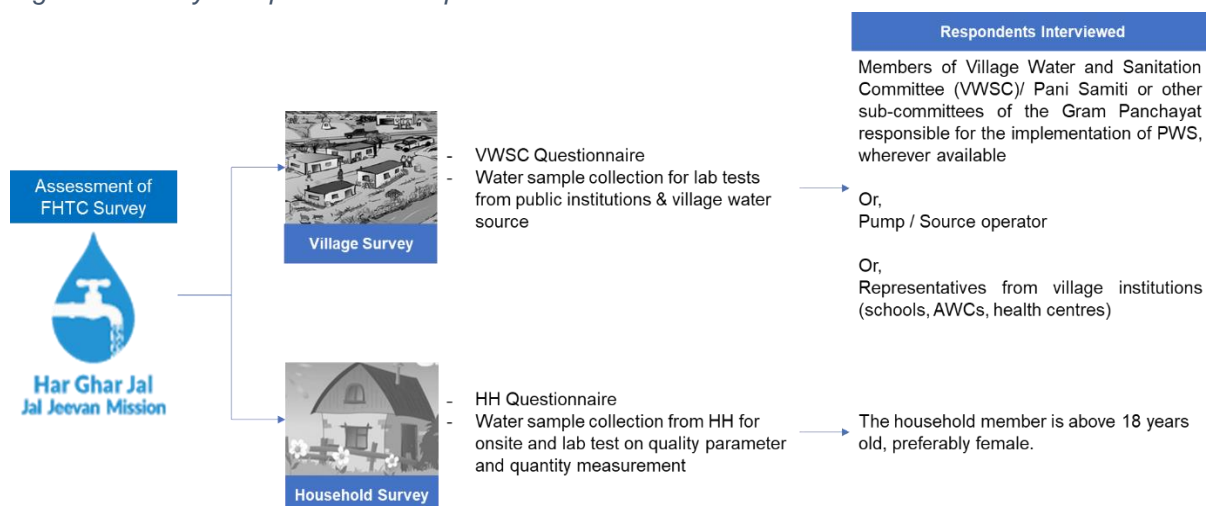 Assessment of
FHTC Survey
Har Ghar Jal
Jal Jeevan Mission
Village Survey
- VWSC Questionnaire
- Water sample collection for lab tests
from public institutions & village water
source
Household Survey
- HH Questionnaire
- Water sample collection from HH for
onsite and lab test on quality parameter
and quantity measurement
Respondents Interviewed
Members of Village Water and Sanitation
Committee (VWSC)/ Pani Samiti or other
sub-committees of the Gram Panchayat
responsible for the implementation of PWS,
wherever available
Or,
Pump / Source operator
Or,
Representatives from village institutions
(schools, AWCs, health centres)
The household member is above 18 years
old, preferably female.